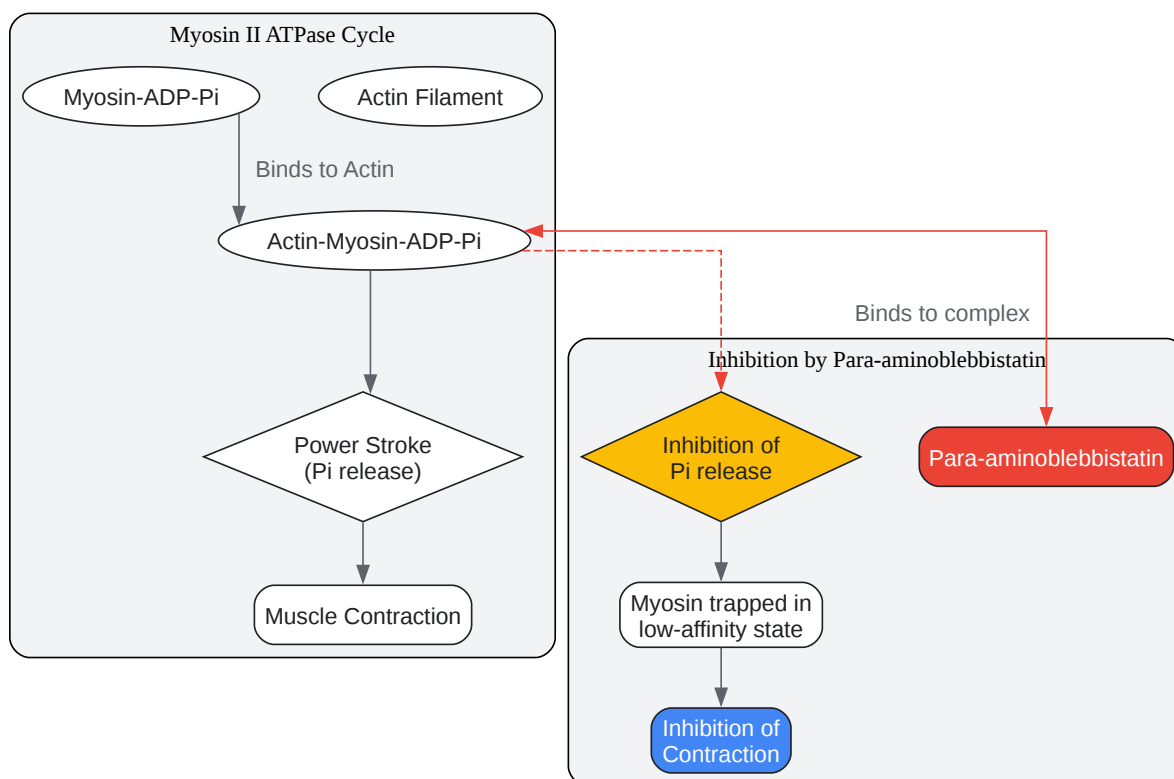 Myosin II ATPase Cycle
Myosin-ADP-Pi
Actin Filament
Binds to Actin
Actin-Myosin-ADP-Pi
Power Stroke
(Pi release)
Muscle Contraction
Binds to complex
Inhibition by Para-aminoblebbistatin
Inhibition of
Pi release
Para-aminoblebbistatin
Myosin trapped in
low-affinity state
Inhibition of
Contraction